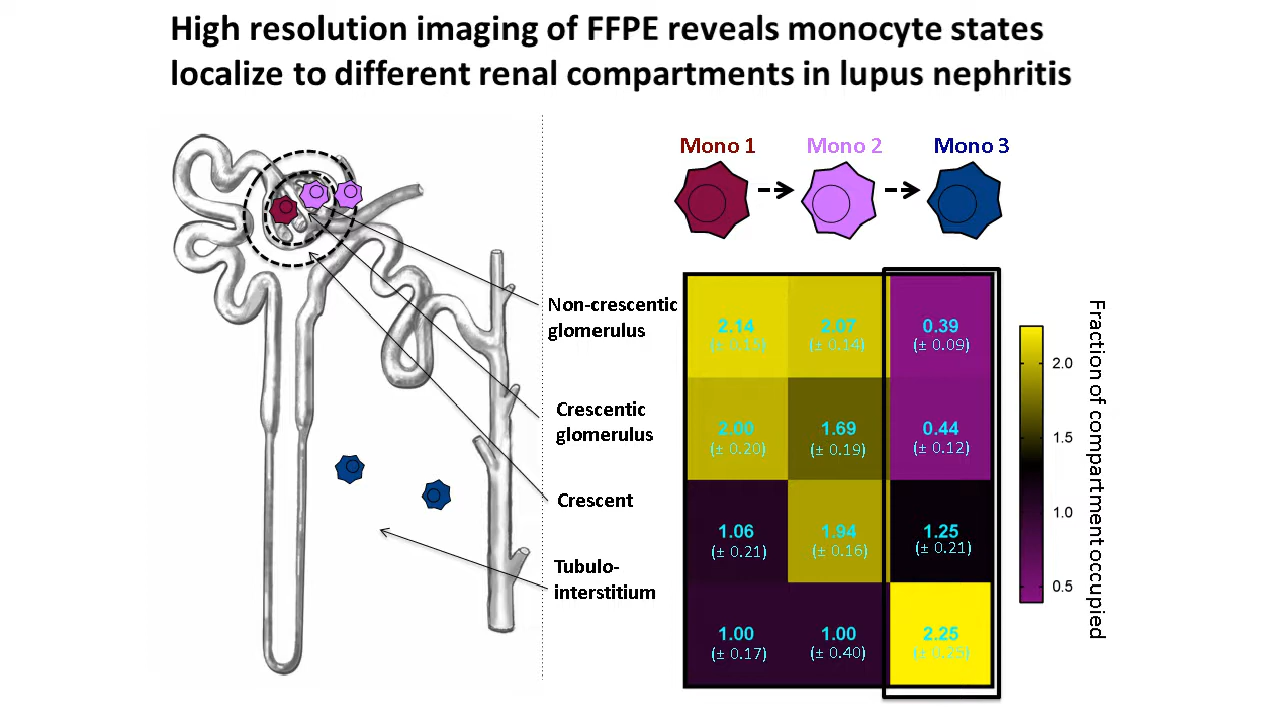 High resolution imaging of FFPE reveals monocyte states
localize to different renal compartments in lupus nephritis
Mono 1
Mono 2
Mono 3
Non-crescentic
glomerulus
2.14
(± 0.15)
2.07
(± 0.14)
0.39
(± 0.09)
Crescentic
glomerulus
2.00
(± 0.20)
1.69
(± 0.19)
0.44
(± 0.12)
Crescent
1.06
(± 0.21)
1.94
(± 0.16)
1.25
(± 0.21)
Tubulo-
interstitium
1.00
(± 0.17)
1.00
(± 0.40)
2.25
(± 0.25)
2.0
1.5
1.0
0.5
Fraction of compartment occupied